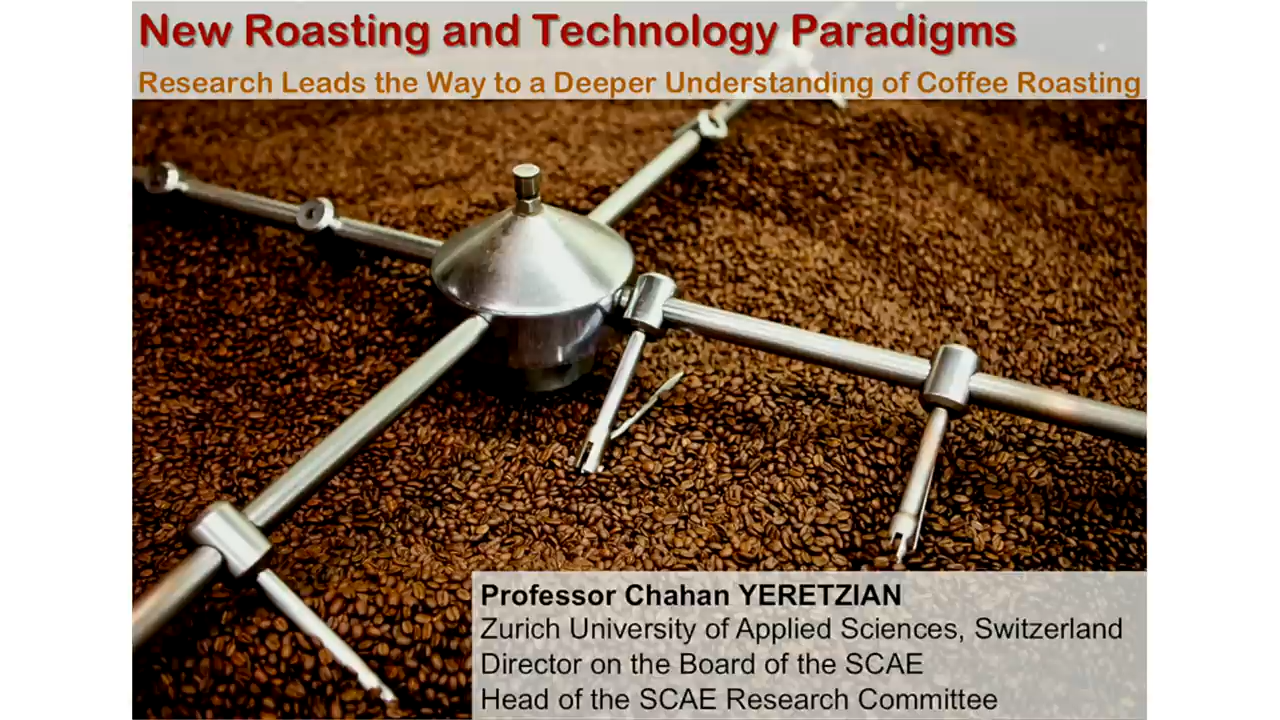 New Roasting and Technology Paradigms
Research Leads the Way to a Deeper Understanding of Coffee Roasting
Professor Chahan YERETZIAN
Zurich University of Applied Sciences, Switzerland
Director on the Board of the SCAE
Head of the SCAE Research Committee